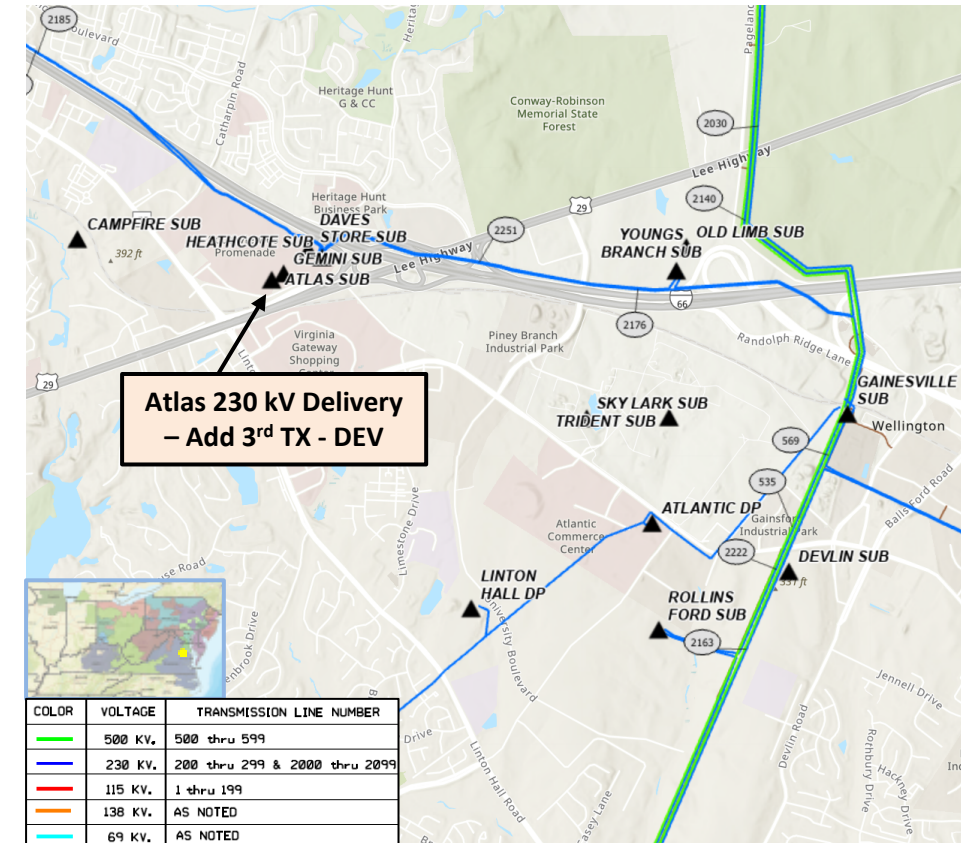 2185
Boulevard
Catharpin Road
Heritage Hunt
G & CC
Conway-Robinson
Memorial State
Forest
Pageland
2030
Lee Highway
29
2140
Heritage Hunt
Business Park
CAMPFIRE SUB
392 ft
DAVES
STORE SUB
HEATHCOTE SUB
Promenade
GEMINI SUB
ATLAS SUB
Lee Highway
2251
YOUNGS
BRANCH SUB
OLD LIMB SUB
66
2176
Randolph Ridge Lane
Virginia
Gateway
Shopping
Center
Piney Branch
Industrial Park
29
Atlas 230 kV Delivery
– Add 3rd TX - DEV
SKY LARK SUB
TRIDENT SUB
GAINESVILLE
SUB
Wellington
569
535
Balls Ford Road
Limestone Drive
Atlantic
Commerce
Center
ATLANTIC DP
Gainsford
Industrial Park
2222
DEVLIN SUB
331 ft
LINTON
HALL DP
University Boulevard
ROLLINS
FORD SUB
2163
Jennell Drive
Devlin Road
Rothbury Drive
Hackney Drive
Linton Hall Road
Casey Lane
Drive
COLOR VOLTAGE TRANSMISSION LINE NUMBER
500 KV. 500 thru 599
230 KV. 200 thru 299 & 2000 thru 2099
115 KV. 1 thru 199
138 KV. AS NOTED
69 KV. AS NOTED